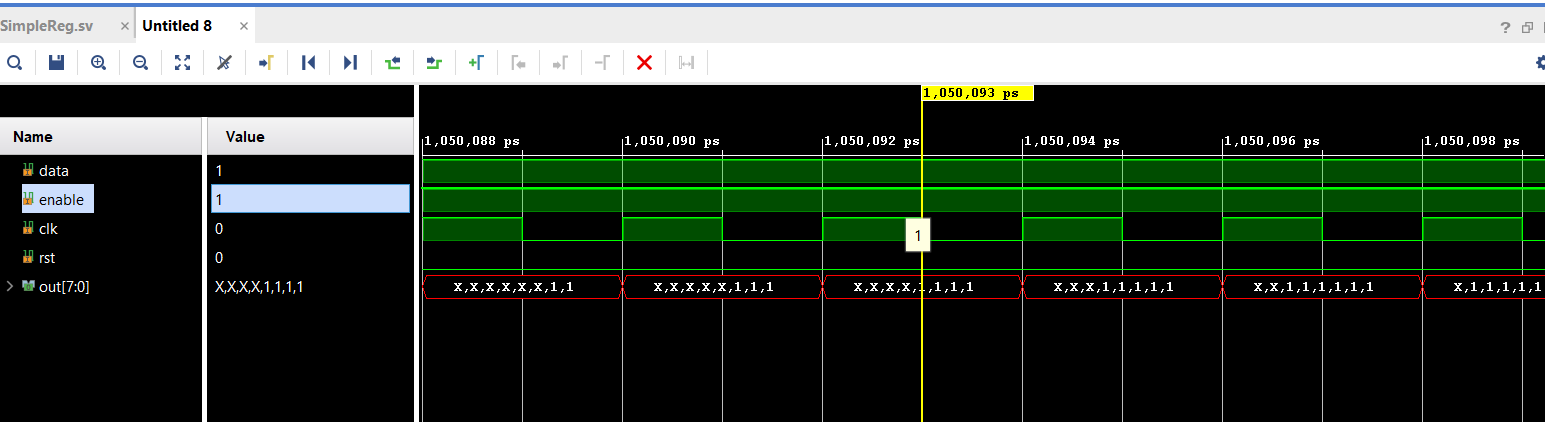 SimpleReg.sv × Untitled 8 × ?
1,050,093 ps
Name Value
1,050,088 ps 1,050,090 ps 1,050,092 ps 1,050,094 ps 1,050,096 ps 1,050,098 ps
data 1
enable 1
clk 0
1
rst 0
out[7:0] X,X,X,X,1,1,1,1 X,X,X,X,X,X,1,1 X,X,X,X,X,1,1,1 X,X,X,X,1,1,1,1 X,X,X,1,1,1,1,1 X,X,1,1,1,1,1,1 X,1,1,1,1,1